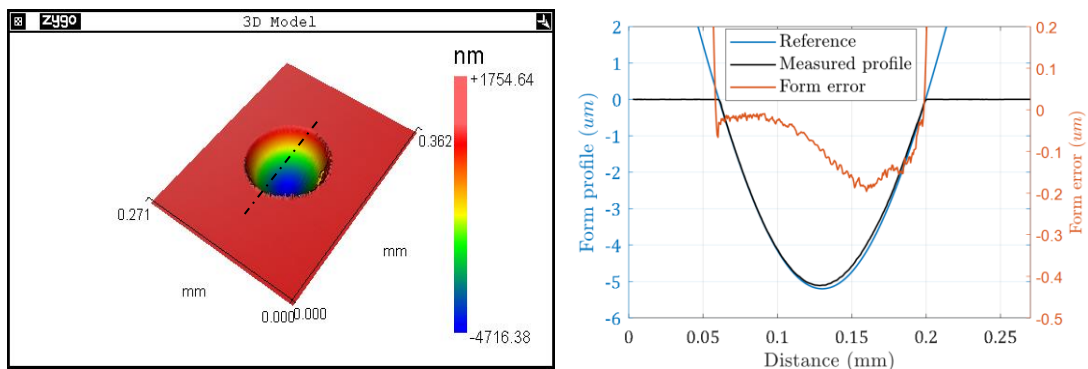 zygo
3D Model
nm
+1754.64
0.362
0.271
mm
mm
0.000
0.000
-4716.38
Reference
Measured profile
Form error
Form profile (um)
2
1
0
-1
-2
-3
-4
-5
-6
0
0.05
0.1
0.15
0.2
0.25
Distance (mm)
0.2
0.1
0
-0.1
-0.2
-0.3
-0.4
-0.5
Form error (um)